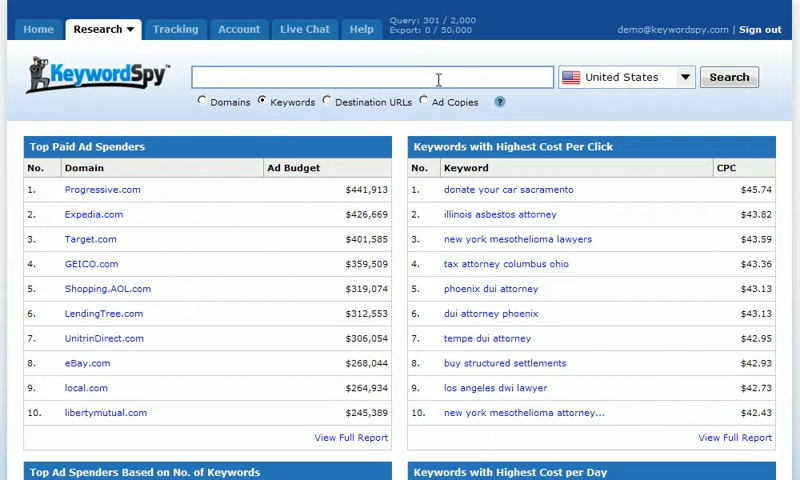 Home Research Tracking Account Live Chat Help
Query: 301 / 2,000
Export: 0 / 50,000
demo@keywordspy.com | Sign out
KeywordSpy United States Search
Domains Keywords Destination URLs Ad Copies ?
Top Paid Ad Spenders
No. Domain Ad Budget
1. Progressive.com $441,913
2. Expedia.com $426,669
3. Target.com $401,585
4. GEICO.com $359,509
5. Shopping.AOL.com $319,074
6. LendingTree.com $312,553
7. UnitrinDirect.com $306,054
8. eBay.com $268,044
9. local.com $264,934
10. libertymutual.com $245,389
View Full Report
Keywords with Highest Cost Per Click
No. Keyword CPC
1. donate your car sacramento $45.74
2. illinois asbestos attorney $43.82
3. new york mesothelioma lawyers $43.59
4. tax attorney columbus ohio $43.36
5. phoenix dui attorney $43.13
6. dui attorney phoenix $43.13
7. tempe dui attorney $42.95
8. buy structured settlements $42.93
9. los angeles dwi lawyer $42.73
10. new york mesothelioma attorney... $42.43
View Full Report
Top Ad Spenders Based on No. of Keywords
Keywords with Highest Cost per Day